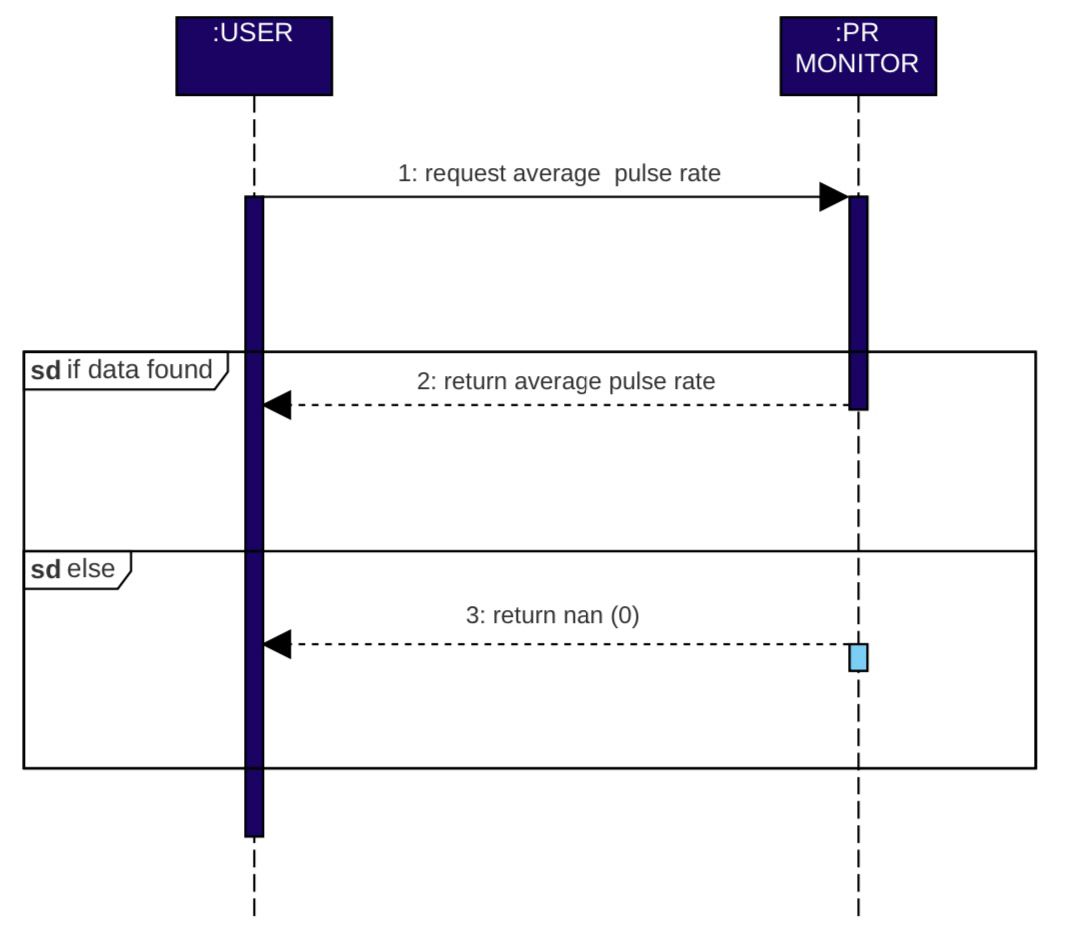 :USER
:PR
MONITOR
1: request average  pulse rate
sd if data found
2: return average pulse rate
sd else
3: return nan (0)